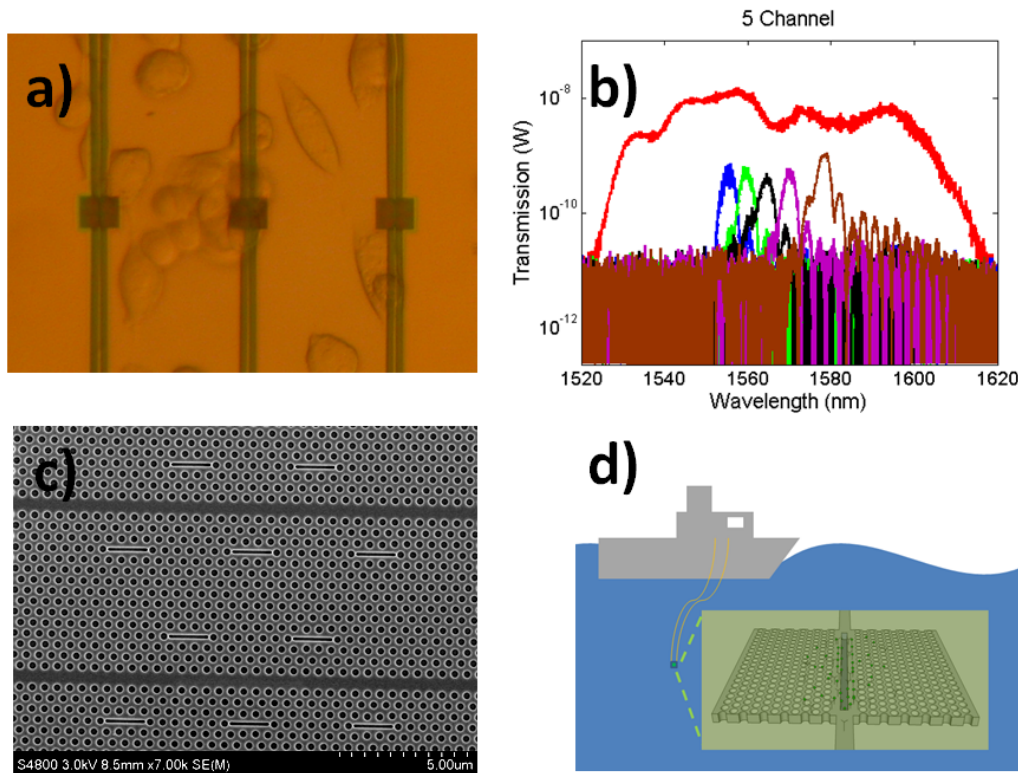 a)
b)
5 Channel
Transmission (W)
10-8
10-10
10-12
1520
1540
1560
1580
1600
1620
Wavelength (nm)
c)
S4800 3.0kV 8.5mm x7.00k SE(M)
5.00um
d)